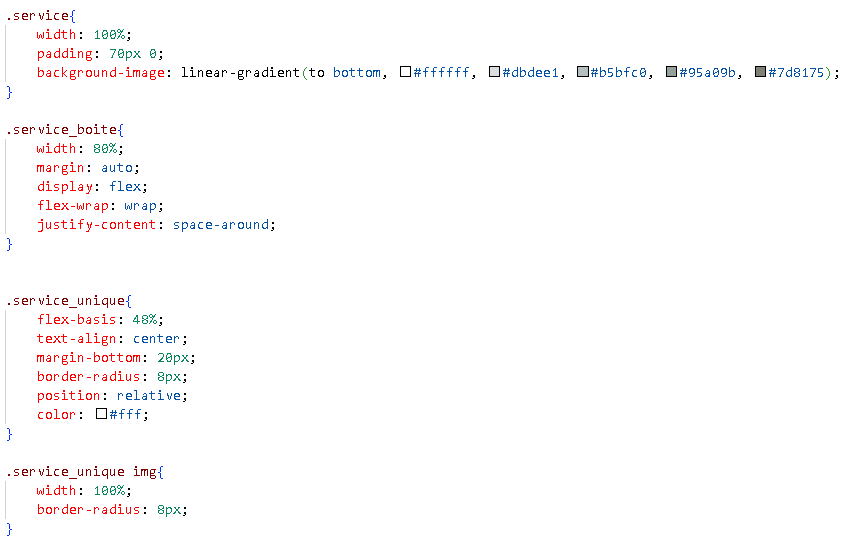 .service{
    width: 100%;
    padding: 70px 0;
    background-image: linear-gradient(to bottom, #ffffff, #dbdee1, #b5bfc0, #95a09b, #7d8175);
}
.service_boite{
    width: 80%;
    margin: auto;
    display: flex;
    flex-wrap: wrap;
    justify-content: space-around;
}
.service_unique{
    flex-basis: 48%;
    text-align: center;
    margin-bottom: 20px;
    border-radius: 8px;
    position: relative;
    color: #fff;
}
.service_unique img{
    width: 100%;
    border-radius: 8px;
}